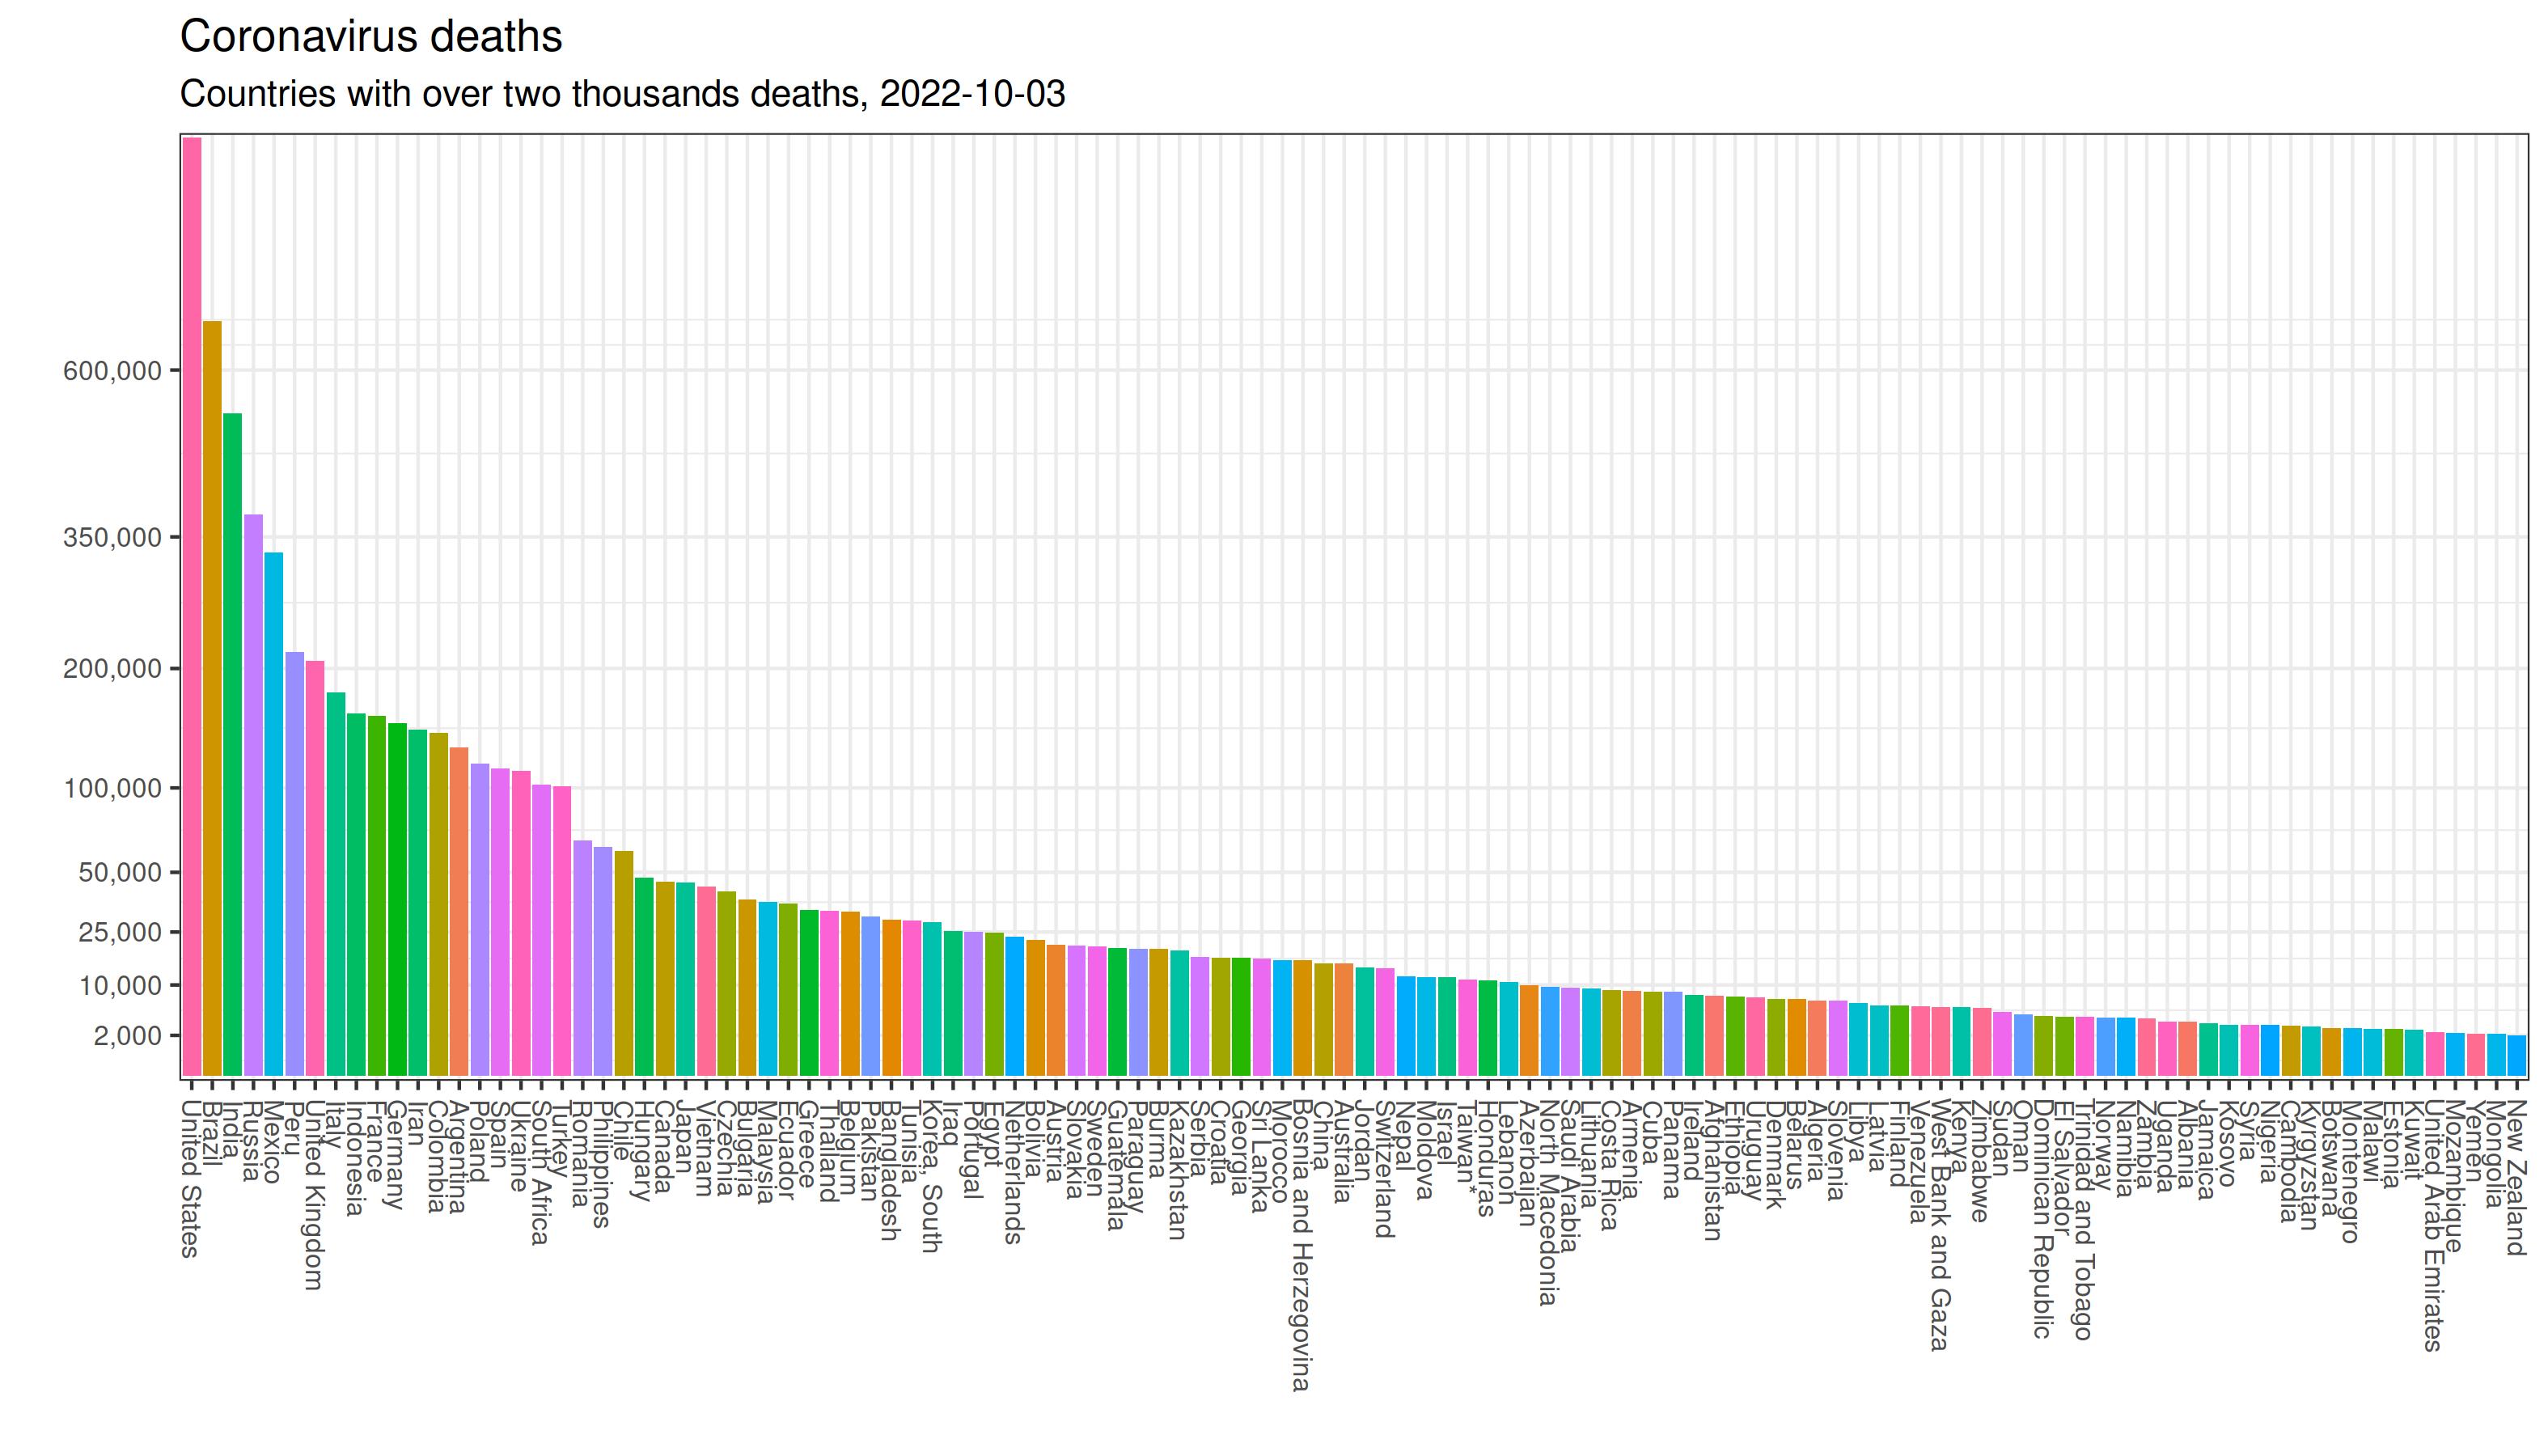 Coronavirus deaths
Countries with over two thousands deaths, 2022-10-03
600,000
350,000
200,000
100,000
50,000
25,000
10,000
2,000
United States
Brazil
India
Russia
Mexico
Peru
United Kingdom
Italy
Indonesia
France
Germany
Iran
Colombia
Argentina
Poland
Spain
Ukraine
South Africa
Turkey
Romania
Philippines
Chile
Hungary
Canada
Japan
Vietnam
Czechia
Bulgaria
Malaysia
Ecuador
Greece
Thailand
Belgium
Pakistan
Bangladesh
Tunisia
Korea, South
Iraq
Portugal
Egypt
Netherlands
Bolivia
Austria
Slovakia
Sweden
Guatemala
Paraguay
Burma
Kazakhstan
Serbia
Croatia
Georgia
Sri Lanka
Morocco
Bosnia and Herzegovina
China
Australia
Jordan
Switzerland
Nepal
Moldova
Israel
Taiwan*
Honduras
Lebanon
Azerbaijan
North Macedonia
Saudi Arabia
Lithuania
Costa Rica
Armenia
Cuba
Panama
Ireland
Afghanistan
Ethiopia
Uruguay
Denmark
Belarus
Algeria
Slovenia
Libya
Latvia
Finland
Venezuela
West Bank and Gaza
Kenya
Zimbabwe
Sudan
Oman
Dominican Republic
El Salvador
Trinidad and Tobago
Norway
Namibia
Zambia
Uganda
Albania
Jamaica
Kosovo
Syria
Nigeria
Cambodia
Kyrgyzstan
Botswana
Montenegro
Malawi
Estonia
Kuwait
United Arab Emirates
Mozambique
Yemen
Mongolia
New Zealand